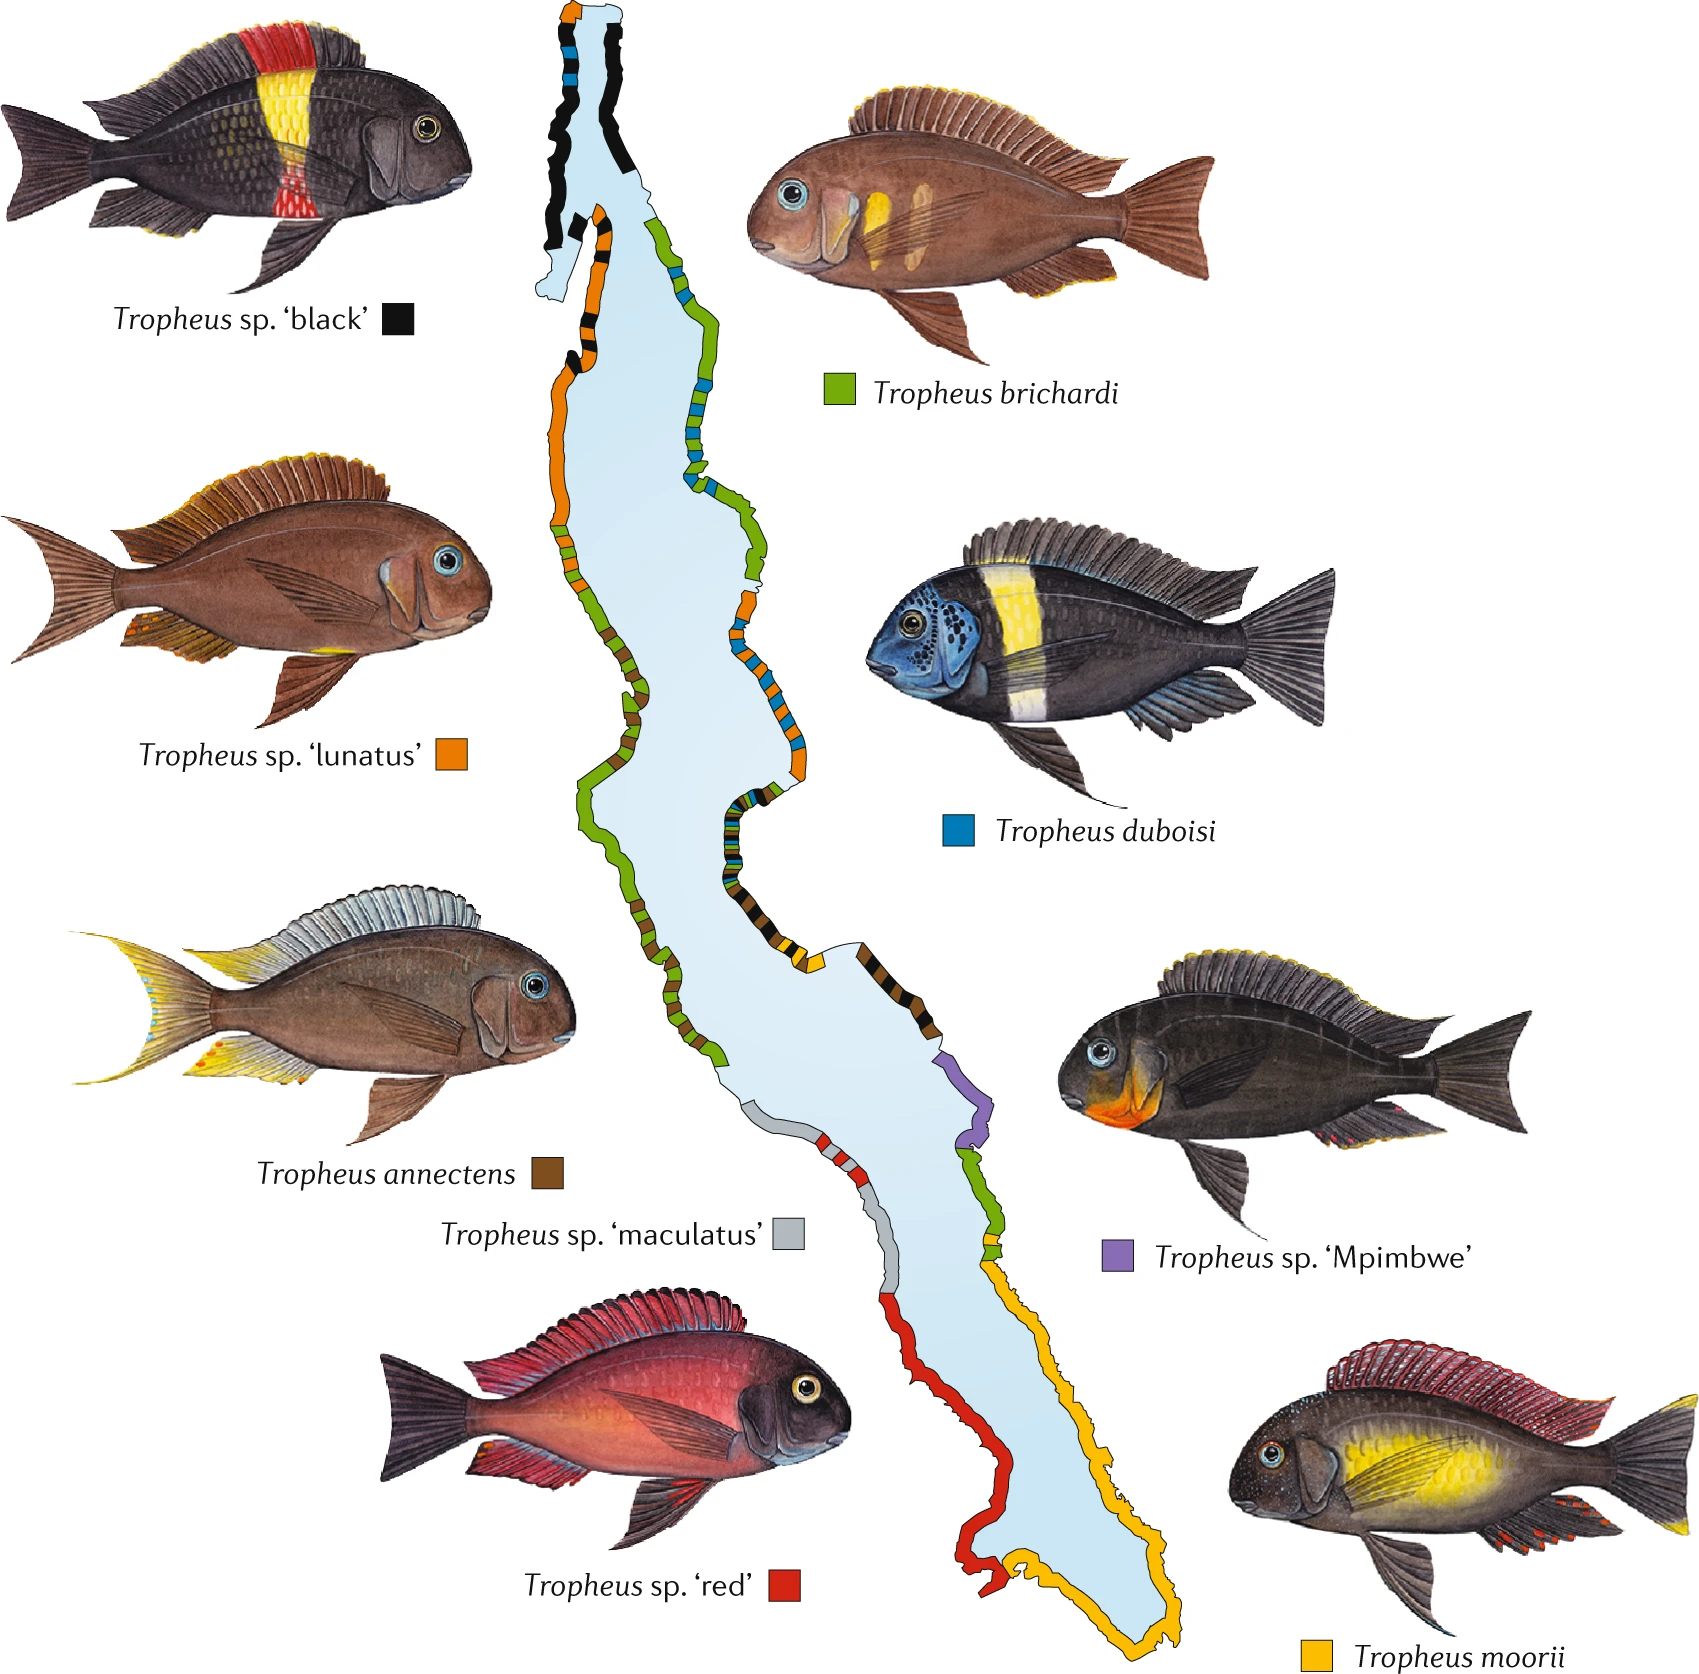 Tropheus sp. ‘black’
Tropheus brichardi
Tropheus sp. ‘lunatus’
Tropheus duboisi
Tropheus annectens
Tropheus sp. ‘maculatus’
Tropheus sp. ‘Mpimbwe’
Tropheus sp. ‘red’
Tropheus moorii